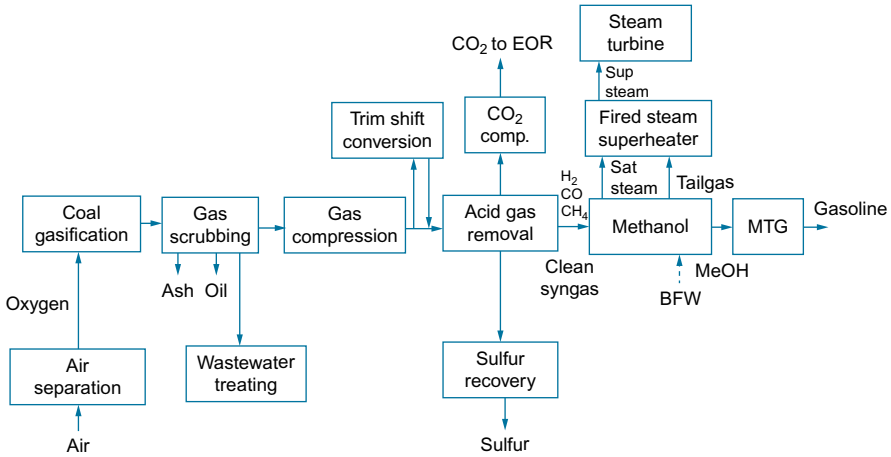 Steam
turbine
CO₂ to EOR
Sup
steam
Trim shift
conversion
CO₂
comp.
Fired steam
superheater
H₂
CO
CH₄
Sat
steam
Tailgas
Coal
gasification
Gas
scrubbing
Gas
compression
Acid gas
removal
Methanol
MTG
Gasoline
Clean
syngas
MeOH
BFW
Ash
Oil
Oxygen
Air
separation
Wastewater
treating
Sulfur
recovery
Air
Sulfur